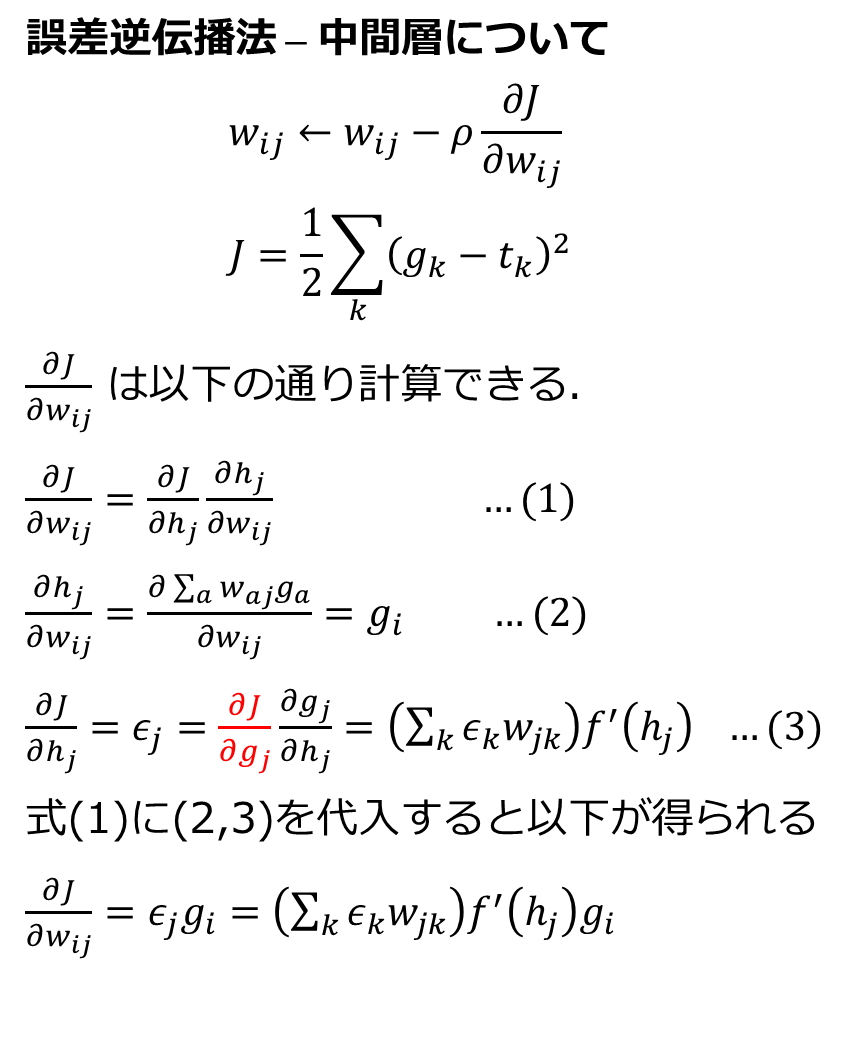 誤差逆伝播法 – 中間層について
w_{ij} ← w_{ij} − ρ ∂J/∂w_{ij}
J = 1/2 ∑_k (g_k − t_k)^2
∂J/∂w_{ij} は以下の通り計算できる.
∂J/∂w_{ij} = ∂J/∂h_j ∂h_j/∂w_{ij} …(1)
∂h_j/∂w_{ij} = ∂ ∑_a w_{aj} g_a/∂w_{ij} = g_i …(2)
∂J/∂h_j = ϵ_j = ∂J/∂g_j ∂g_j/∂h_j = (∑_k ϵ_k w_{jk}) f′(h_j) …(3)
式(1)に(2,3)を代入すると以下が得られる
∂J/∂w_{ij} = ϵ_j g_i = (∑_k ϵ_k w_{jk}) f′(h_j) g_i